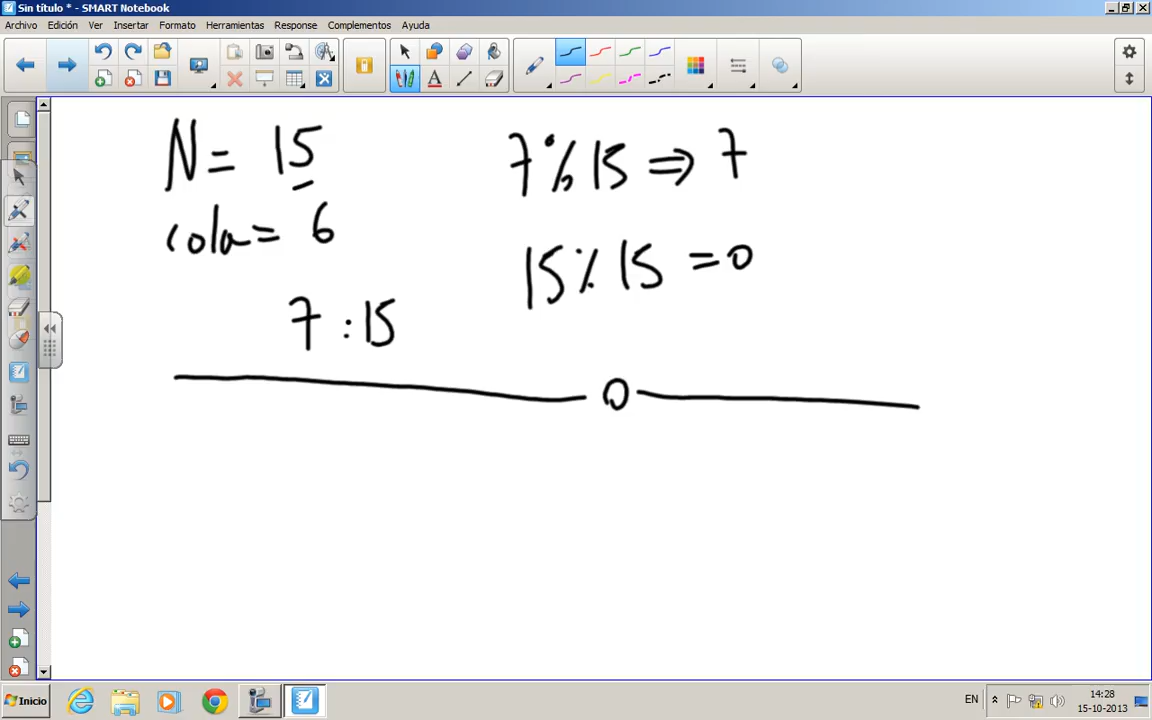 Sin título * - SMART Notebook
Archivo Edición Ver Insertar Formato Herramientas Response Complementos Ayuda
N = 15
cola = 6
7 : 15
7 % 15 ⇒ 7
15 % 15 = 0
0
Inicio
EN
14:28
15-10-2013